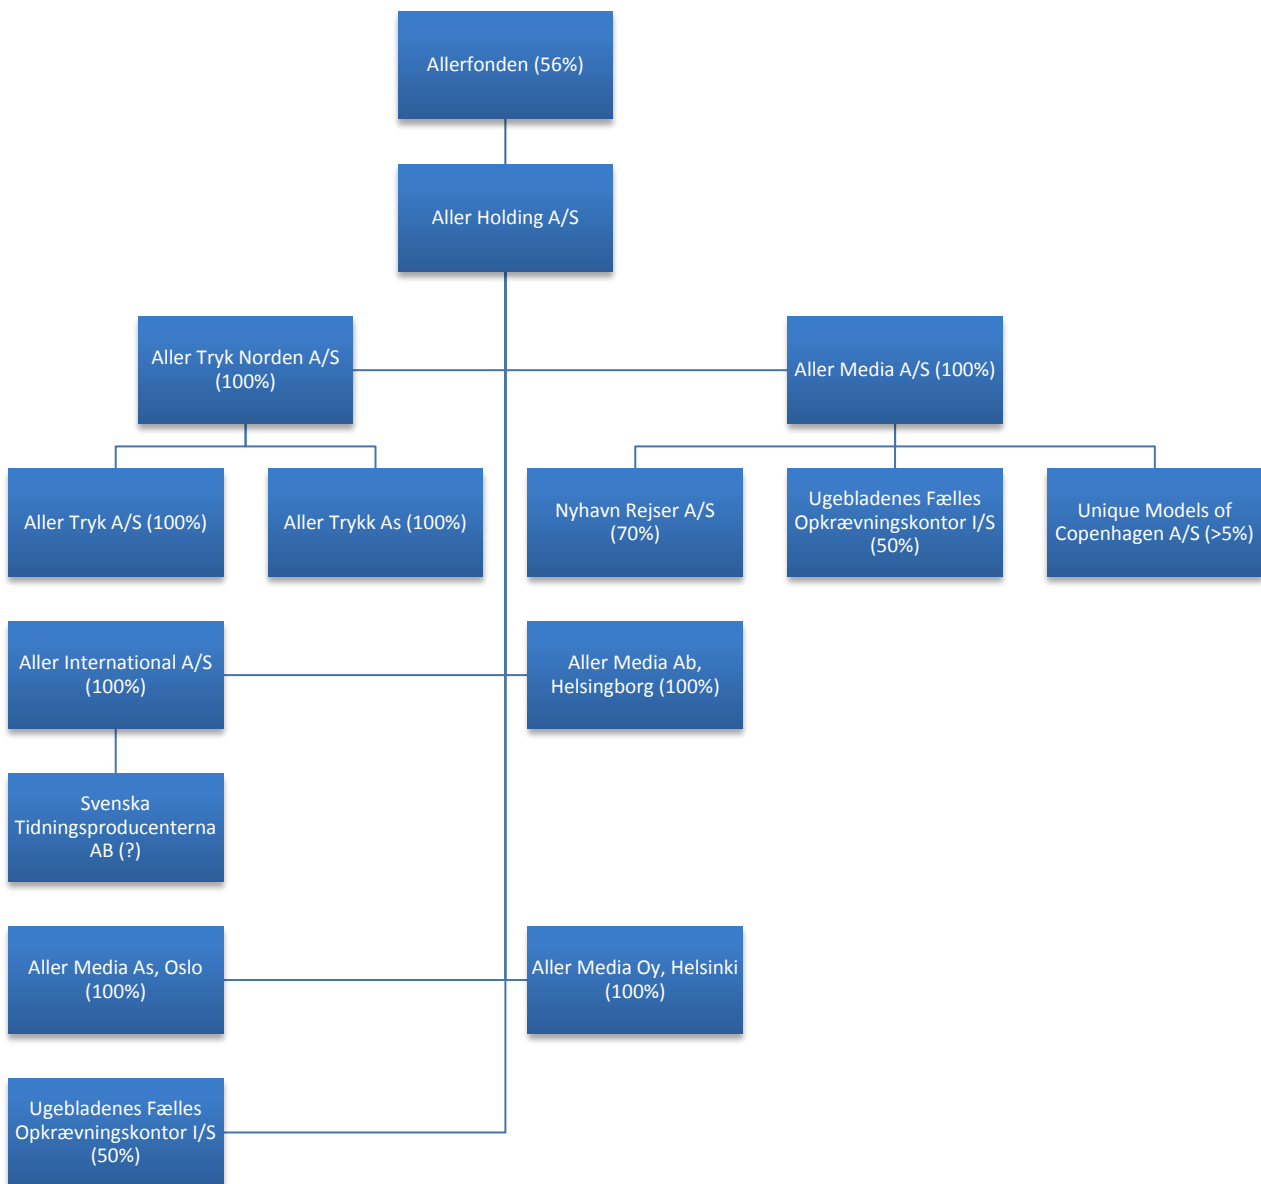 Allerfonden (56%)
Aller Holding A/S
Aller Tryk Norden A/S
(100%)
Aller Media A/S (100%)
Aller Tryk A/S (100%)
Aller Trykk As (100%)
Nyhavn Rejser A/S
(70%)
Ugebladenes Fælles
Opkrævningskontor I/S
(50%)
Unique Models of
Copenhagen A/S (>5%)
Aller International A/S
(100%)
Aller Media Ab,
Helsingborg (100%)
Svenska
Tidningsproducenterna
AB (?)
Aller Media As, Oslo
(100%)
Aller Media Oy, Helsinki
(100%)
Ugebladenes Fælles
Opkrævningskontor I/S
(50%)